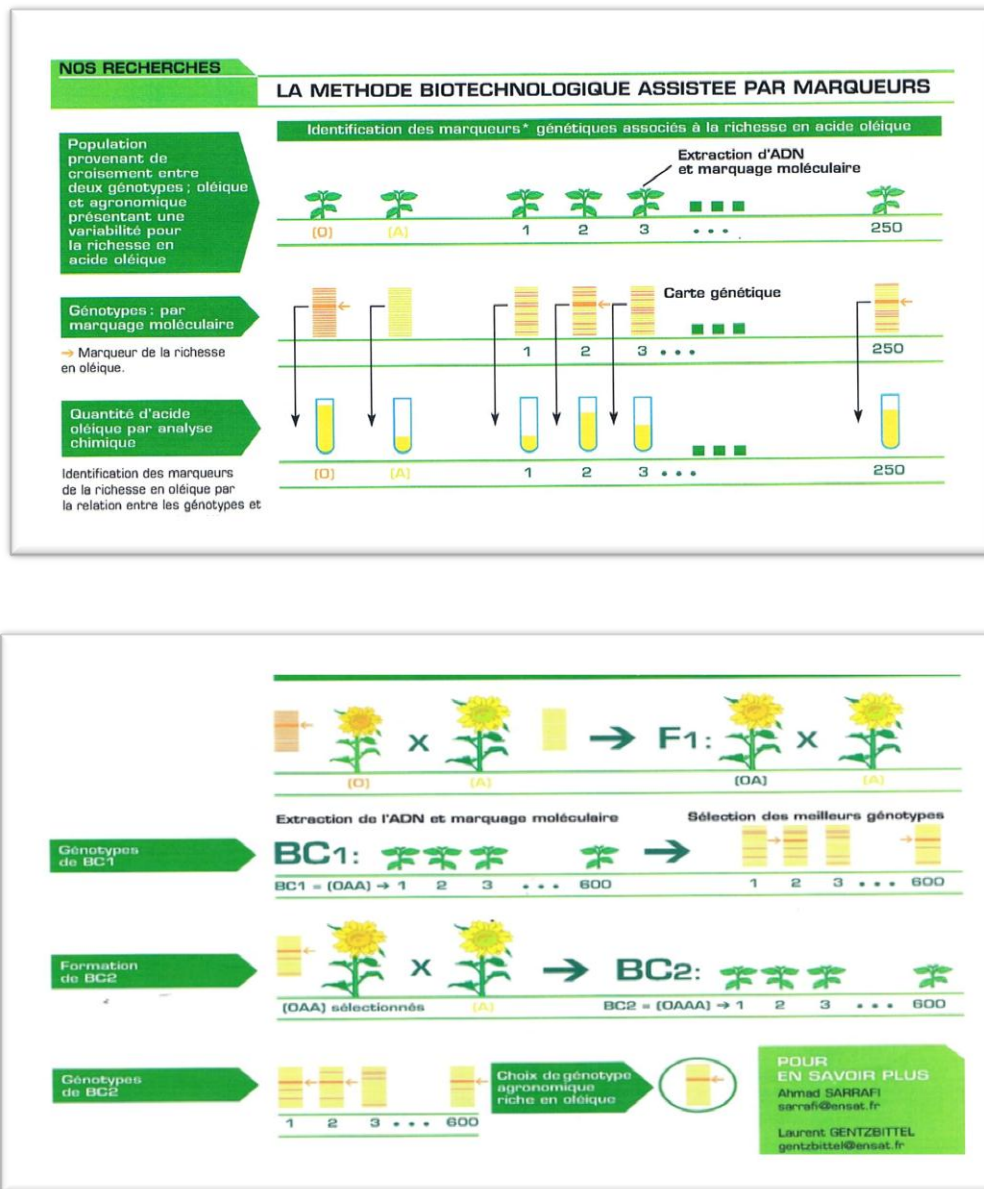 NOS RECHERCHES
LA METHODE BIOTECHNOLOGIQUE ASSISTEE PAR MARQUEURS
Population
provenant de
croisement entre
deux génotypes ; oléique
et agronomique
présentant une
variabilité pour
la richesse en
acide oléique
Identification des marqueurs* génétiques associés à la richesse en acide oléique
Extraction d'ADN
et marquage moléculaire
(O) (A) 1 2 3 ... 250
Génotypes : par
marquage moléculaire
→ Marqueur de la richesse
en oléique.
Carte génétique
1 2 3 ... 250
Quantité d'acide
oléique par analyse
chimique
Identification des marqueurs
de la richesse en oléique par
la relation entre les génotypes et
(O) (A) 1 2 3 ... 250
x → F1: x
(O) (A) (OA) (A)
Extraction de l'ADN et marquage moléculaire
Sélection des meilleurs génotypes
Génotypes
de BC1
BC1: →
BC1 = (OAA) → 1 2 3 ... 600
1 2 3 ... 600
Formation
de BC2
x → BC2:
(OAA) sélectionnés (A)
BC2 = (OAAA) → 1 2 3 ... 600
Génotypes
de BC2
1 2 3 ... 600
Choix de génotype
agronomique
riche en oléique
POUR
EN SAVOIR PLUS
Ahmad SARRAFI
sarrafi@ensat.fr
Laurent GENTZBITTEL
gentzbittel@ensat.fr